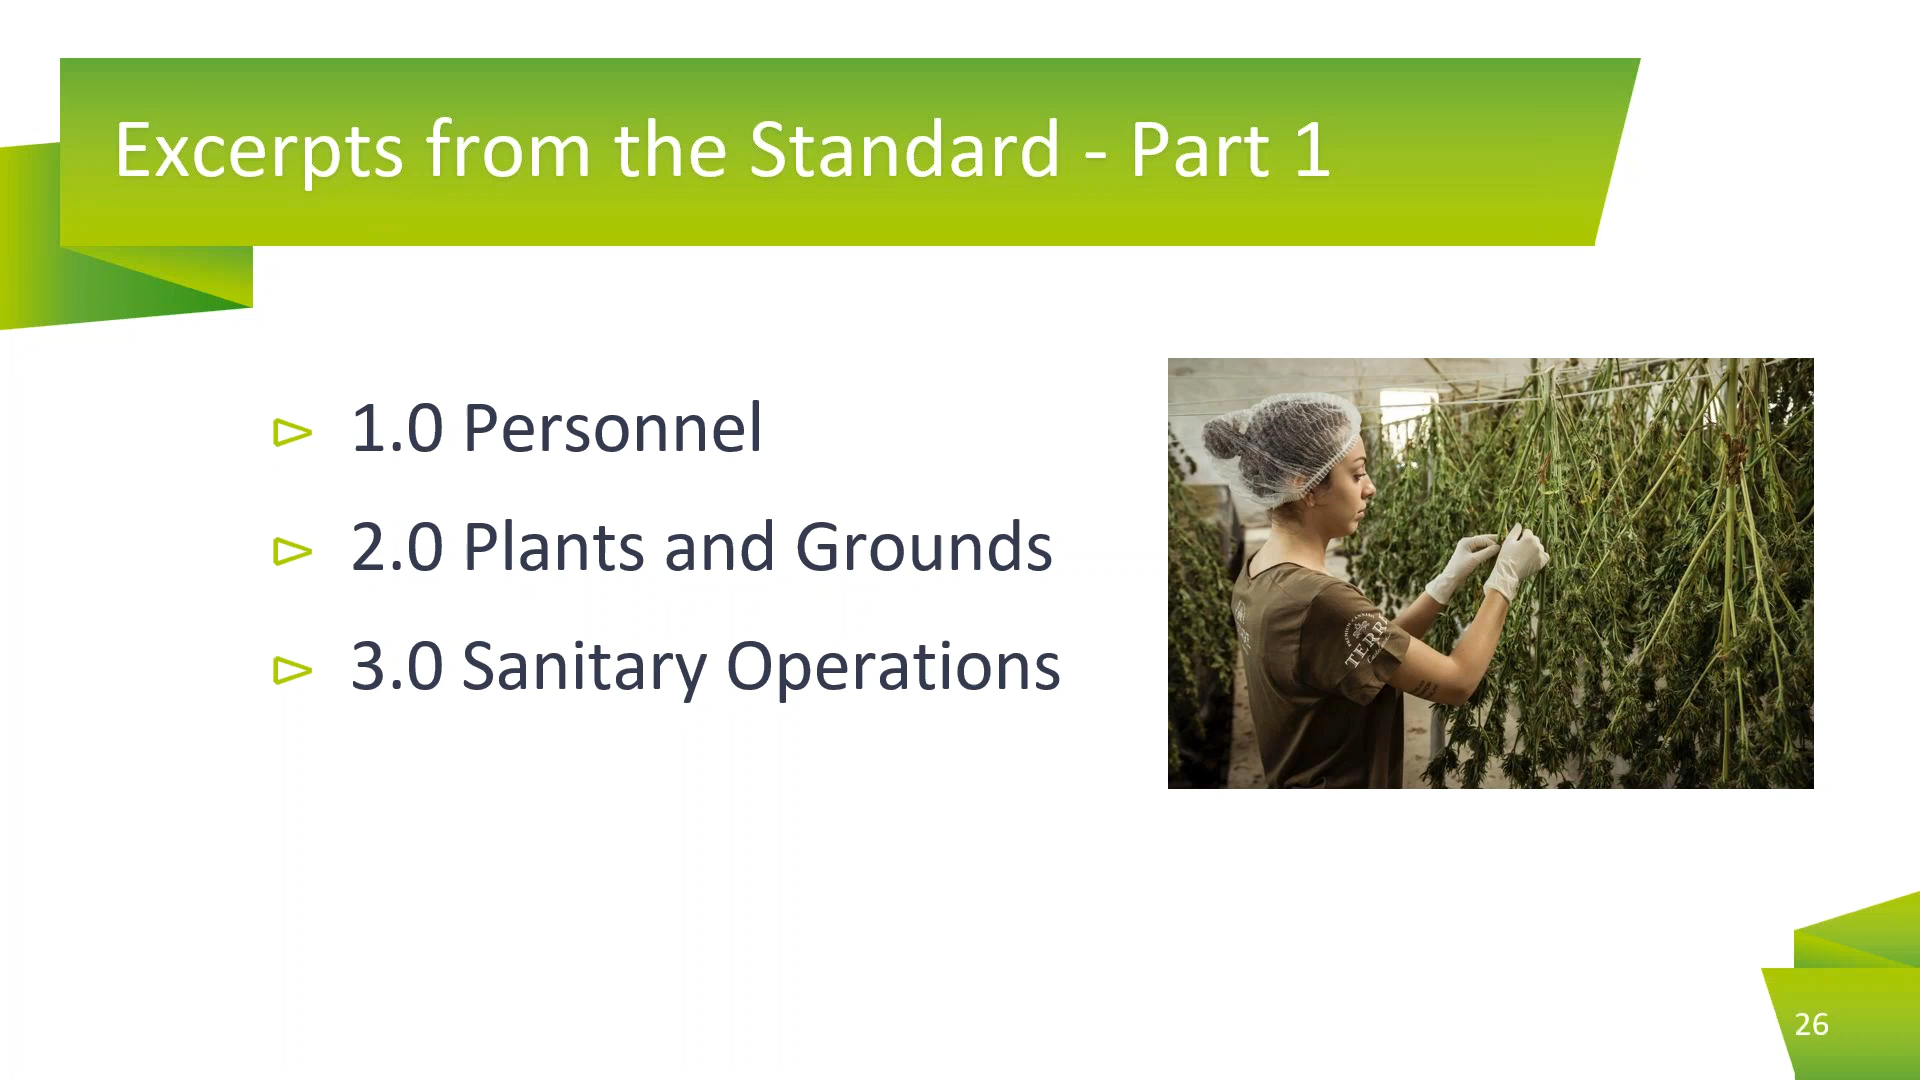 Excerpts from the Standard - Part 1
1.0 Personnel
2.0 Plants and Grounds
3.0 Sanitary Operations
TERRA
26